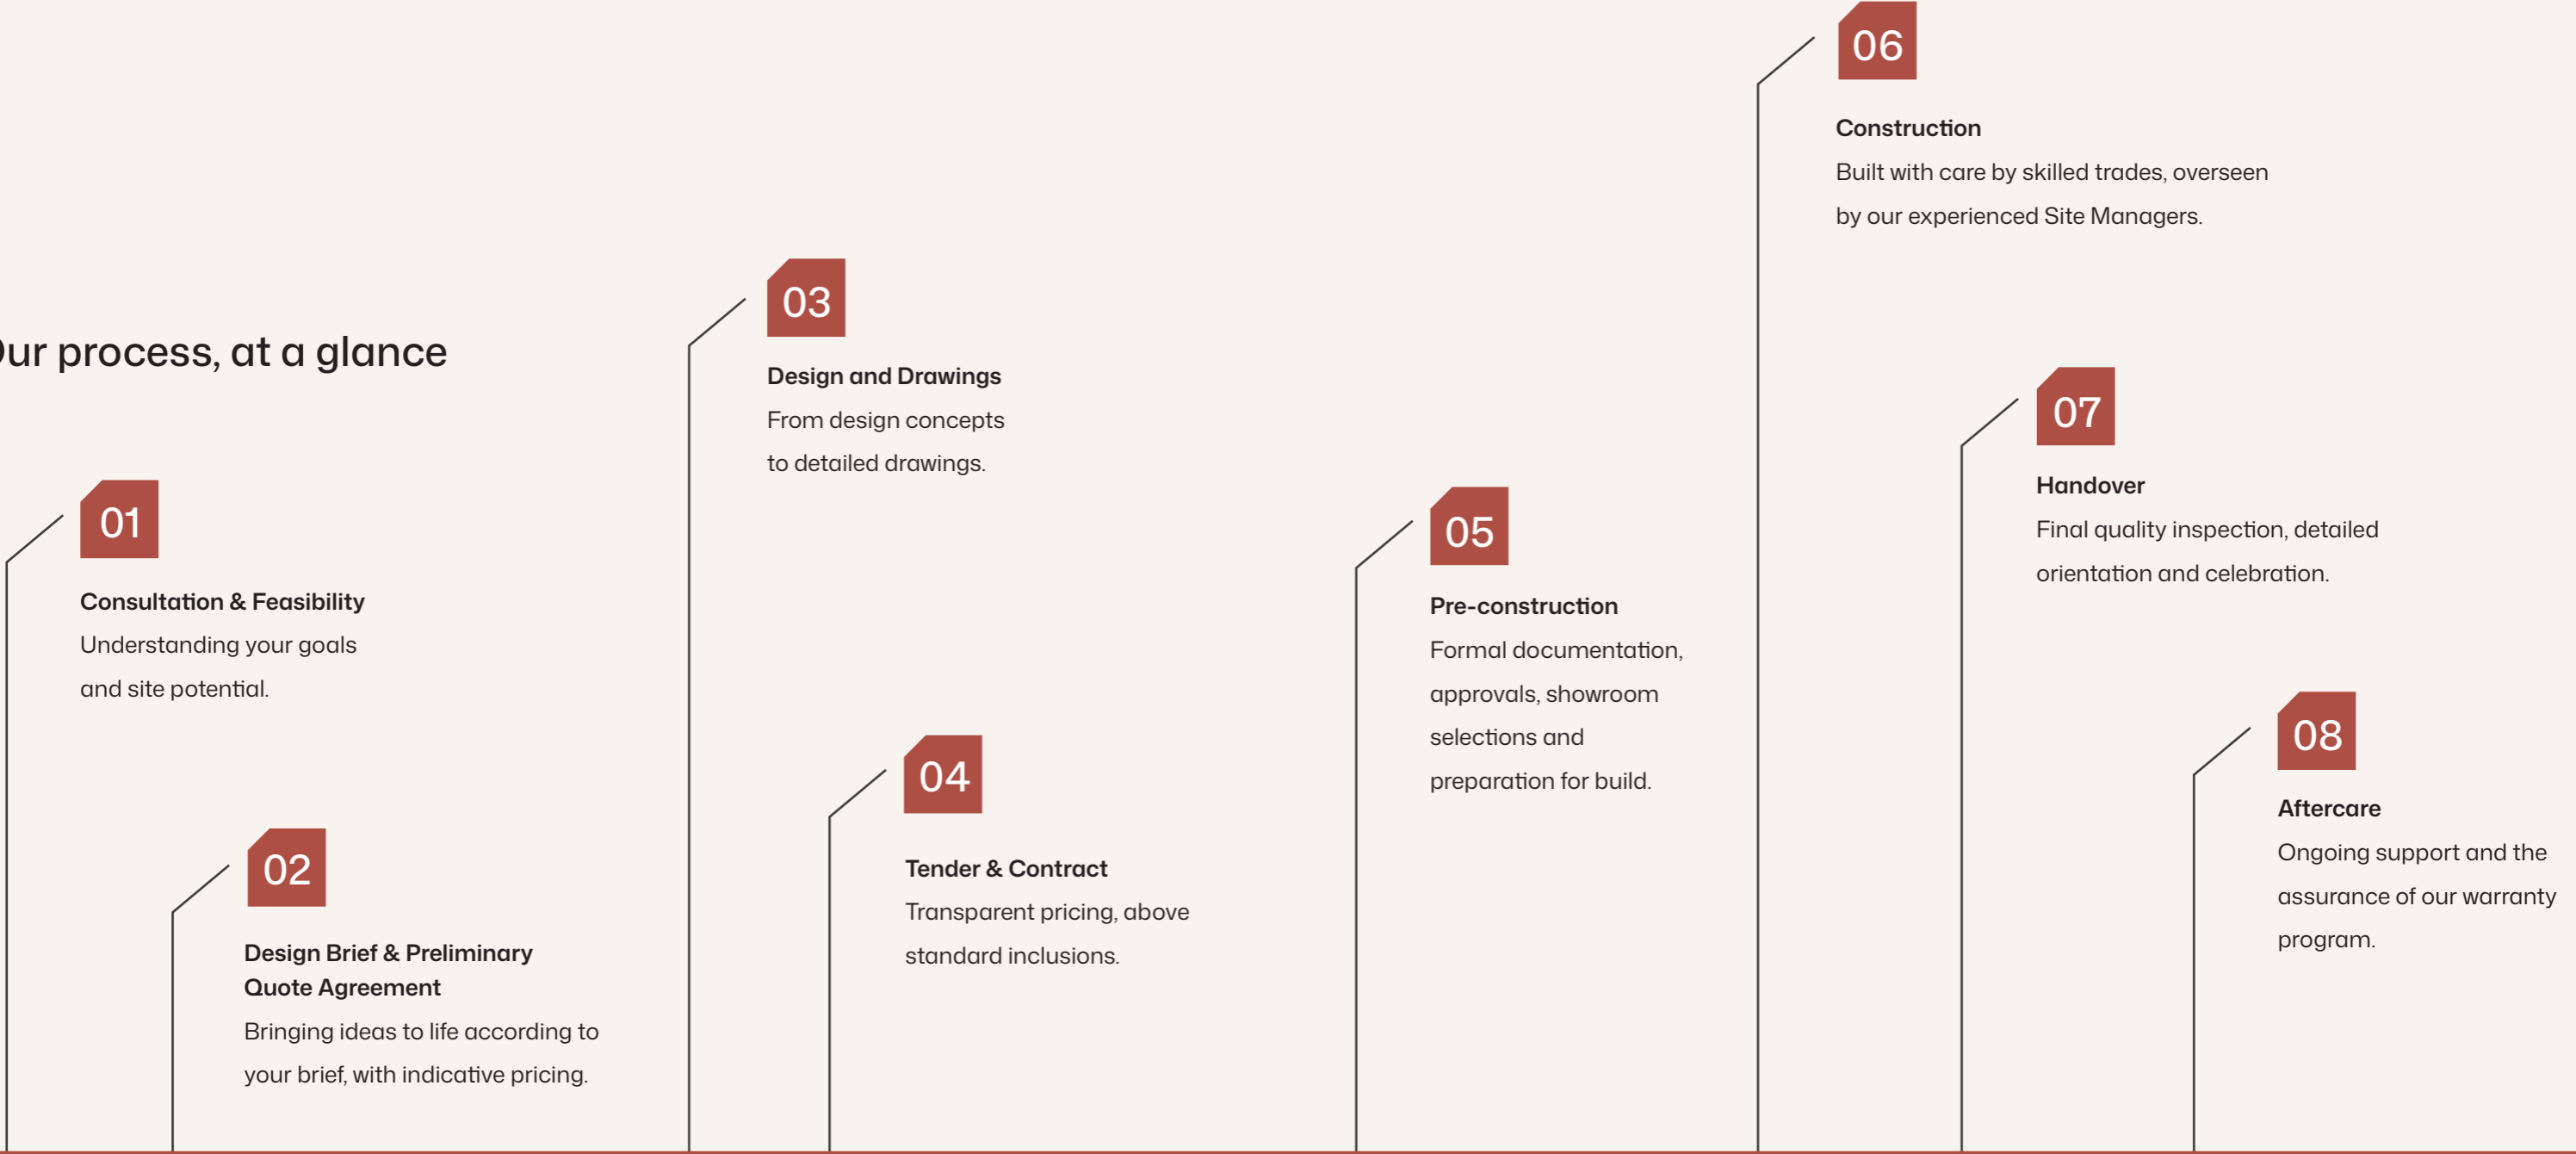 Our process, at a glance
01
Consultation & Feasibility
Understanding your goals
and site potential.
02
Design Brief & Preliminary
Quote Agreement
Bringing ideas to life according to
your brief, with indicative pricing.
03
Design and Drawings
From design concepts
to detailed drawings.
04
Tender & Contract
Transparent pricing, above
standard inclusions.
05
Pre-construction
Formal documentation,
approvals, showroom
selections and
preparation for build.
06
Construction
Built with care by skilled trades, overseen
by our experienced Site Managers.
07
Handover
Final quality inspection, detailed
orientation and celebration.
08
Aftercare
Ongoing support and the
assurance of our warranty
program.